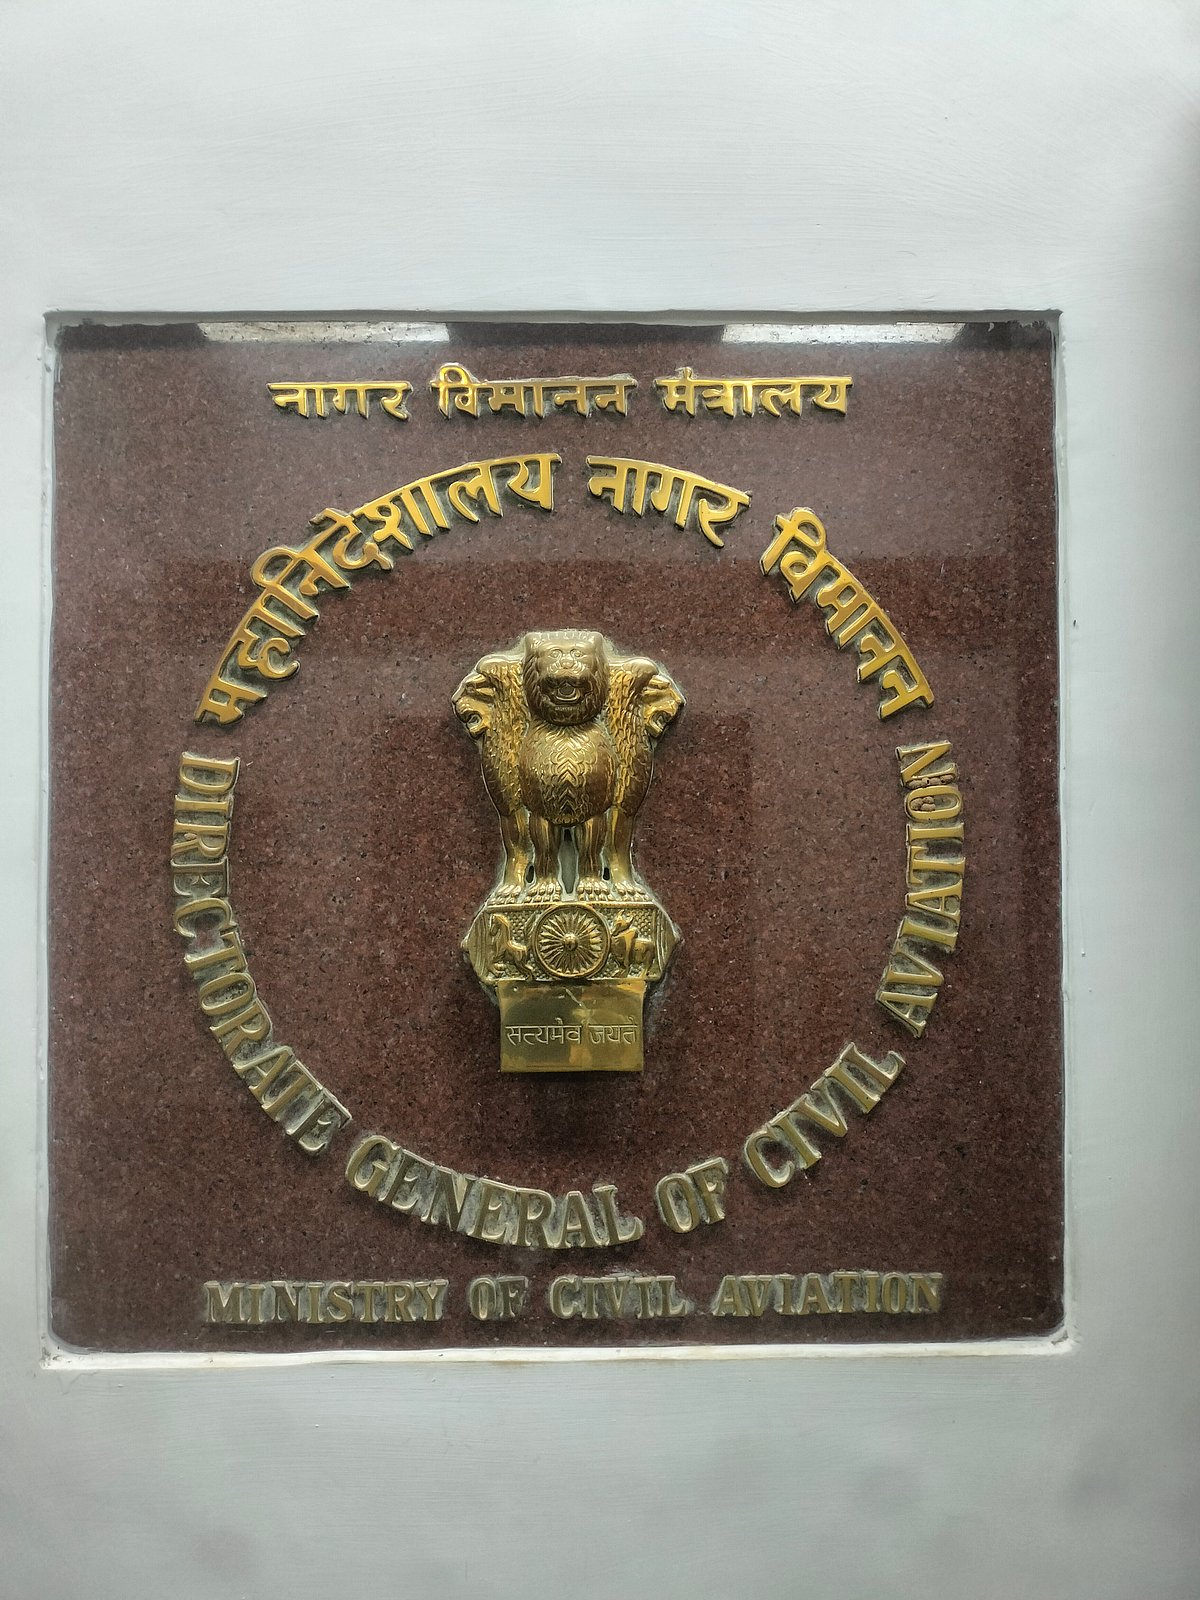 नागर विमानन मंत्रालय
महानिदेशालय नागर विमानन
सत्यमेव जयते
DIRECTORATE GENERAL OF CIVIL AVIATION
MINISTRY OF CIVIL AVIATION